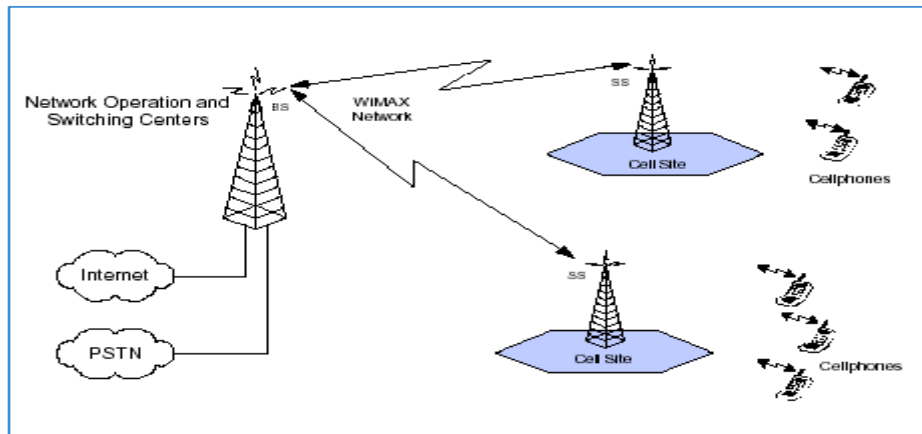 Network Operation and
Switching Centers
BS
WiMAX
Network
SS
Cell Site
Cellphones
Internet
PSTN
SS
Cell Site
Cellphones